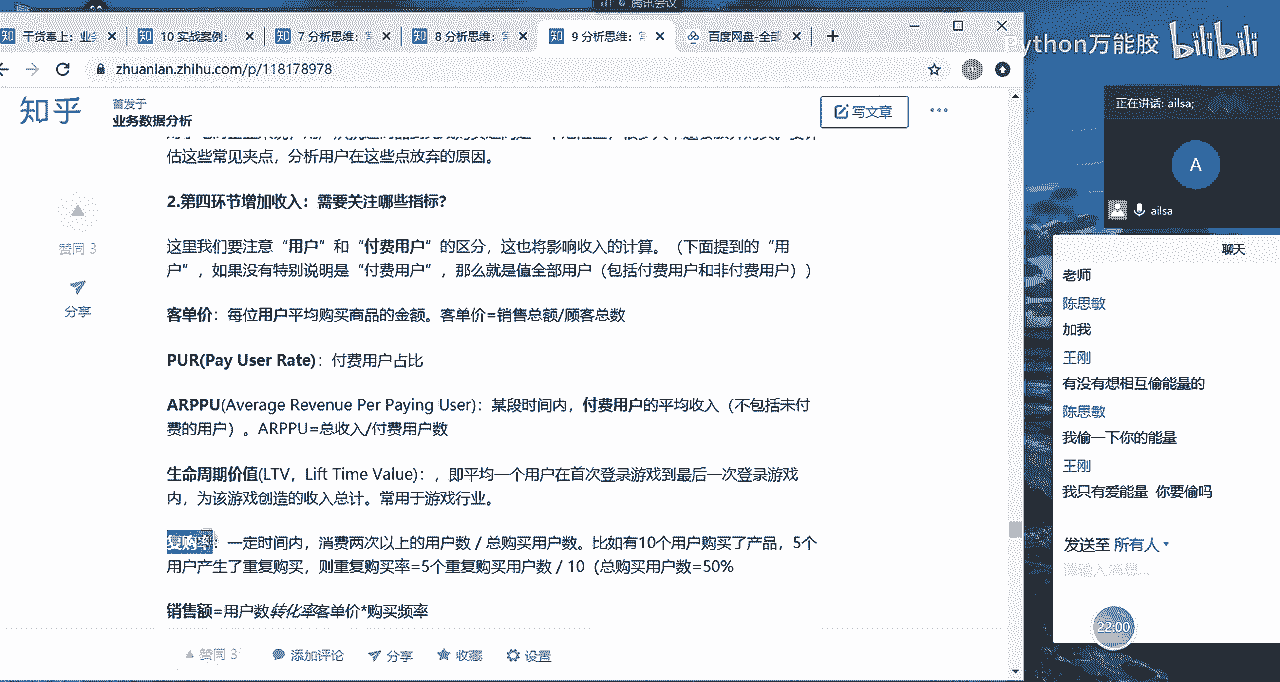 腾讯会议
干货奉上：业
10 实战案例：
7 分析思维：
8 分析思维：
9 分析思维：
百度网盘-全部
Python万能胶 bilibili
zhuanlan.zhihu.com/p/118178978
知乎
首发于
业务数据分析
写文章
估这些常见夹点，分析用户在这些点放弃的原因。
2.第四环节增加收入：需要关注哪些指标？
这里我们要注意“用户”和“付费用户”的区分，这也将影响收入的计算。（下面提到的“用
户”，如果没有特别说明是“付费用户”，那么就是值全部用户（包括付费用户和非付费用户））
客单价：每位用户平均购买商品的金额。客单价=销售总额/顾客总数
PUR(Pay User Rate)：付费用户占比
ARPPU(Average Revenue Per Paying User)：某段时间内，付费用户的平均收入（不包括未付
费的用户）。ARPPU=总收入/付费用户数
生命周期价值(LTV，Lift Time Value)：，即平均一个用户在首次登录游戏到最后一次登录游戏
内，为该游戏创造的收入总计。常用于游戏行业。
复购率：一定时间内，消费两次以上的用户数 / 总购买用户数。比如有10个用户购买了产品，5个
用户产生了重复购买，则重复购买率=5个重复购买用户数 / 10（总购买用户数=50%
销售额=用户数转化率客单价*购买频率
赞同 3
分享
赞同 3
添加评论
分享
收藏
设置
正在讲话: ailsa;
A
ailsa
聊天
老师
陈思敏
加我
王刚
有没有想相互偷能量的
陈思敏
我偷一下你的能量
王刚
我只有爱能量 你要偷吗
发送至 所有人
请输入消息...
22:00